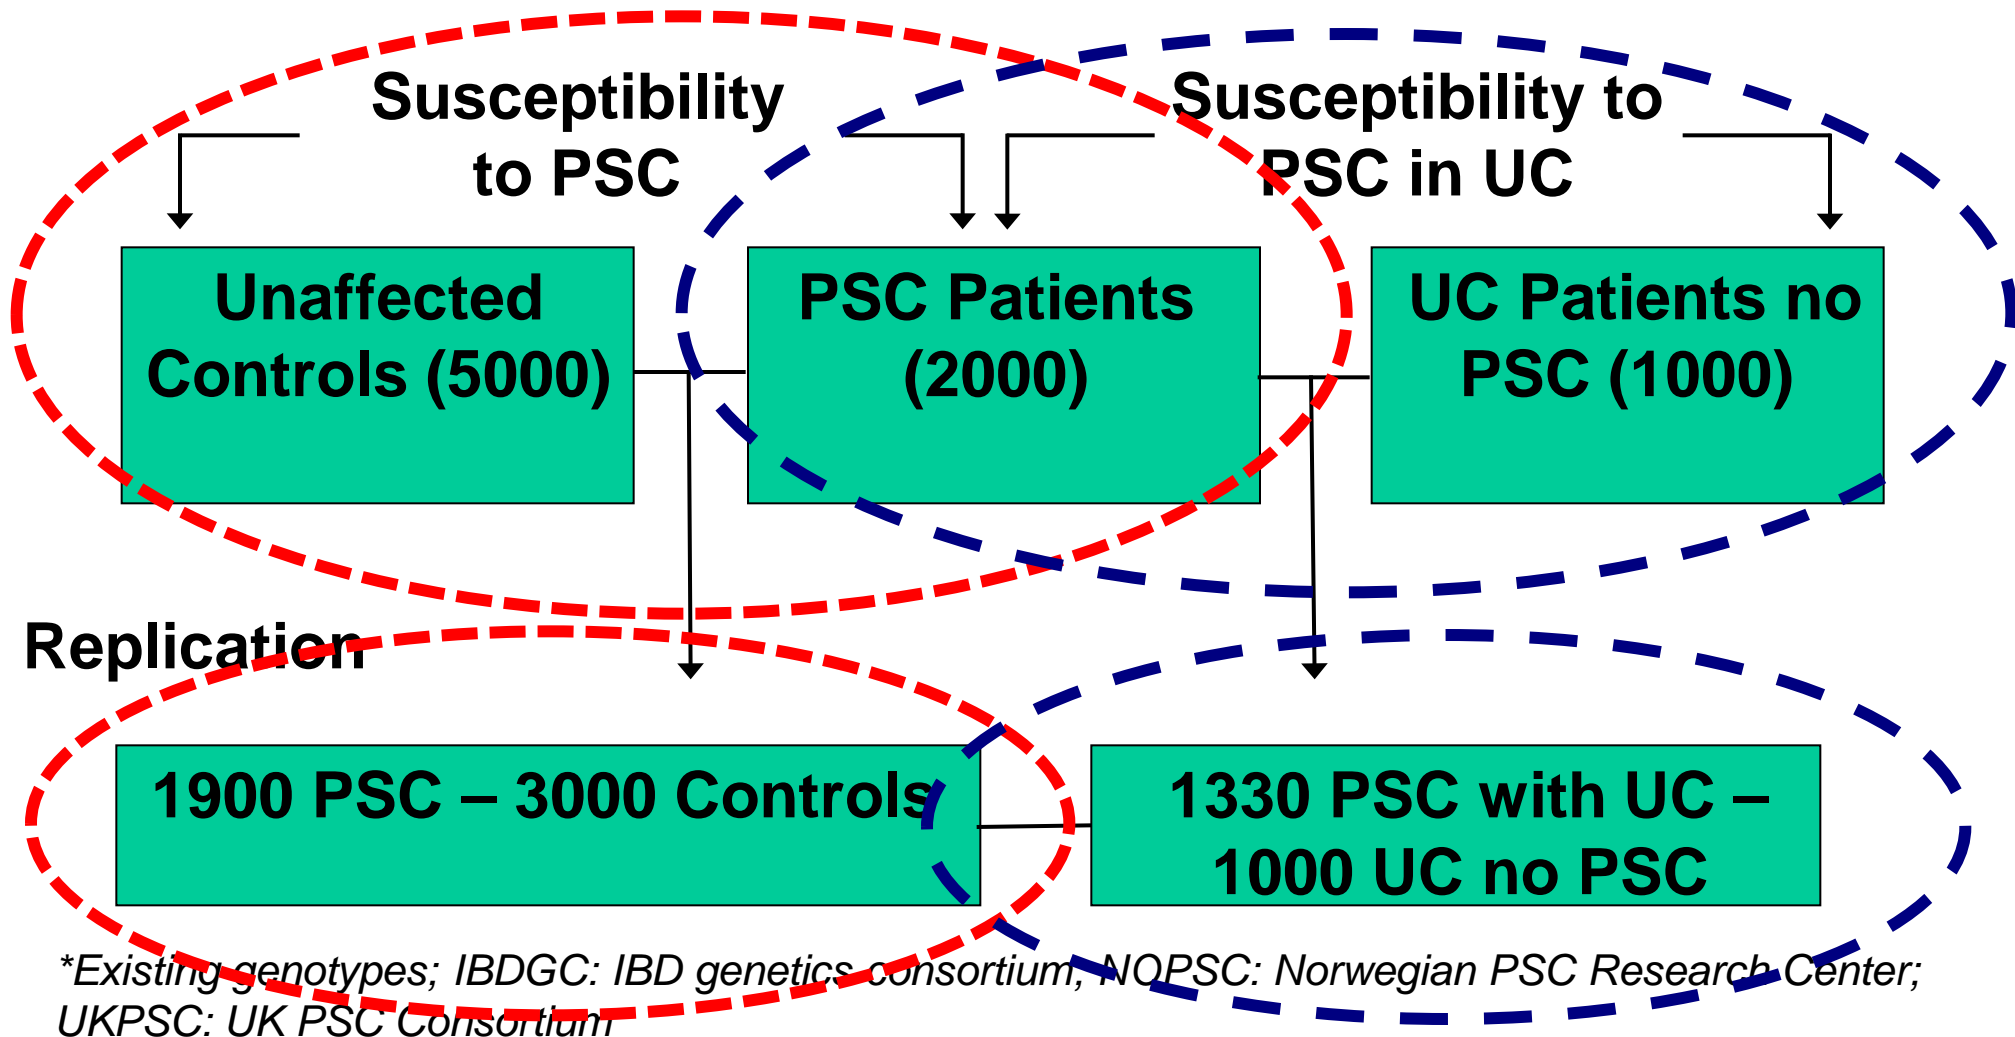 Susceptibility
to PSC
Susceptibility to
PSC in UC
Unaffected
Controls (5000)
PSC Patients
(2000)
UC Patients no
PSC (1000)
Replication
1900 PSC – 3000 Controls
1330 PSC with UC –
1000 UC no PSC
*Existing genotypes; IBDGC: IBD genetics consortium; NOPSC: Norwegian PSC Research Center;
UKPSC: UK PSC Consortium